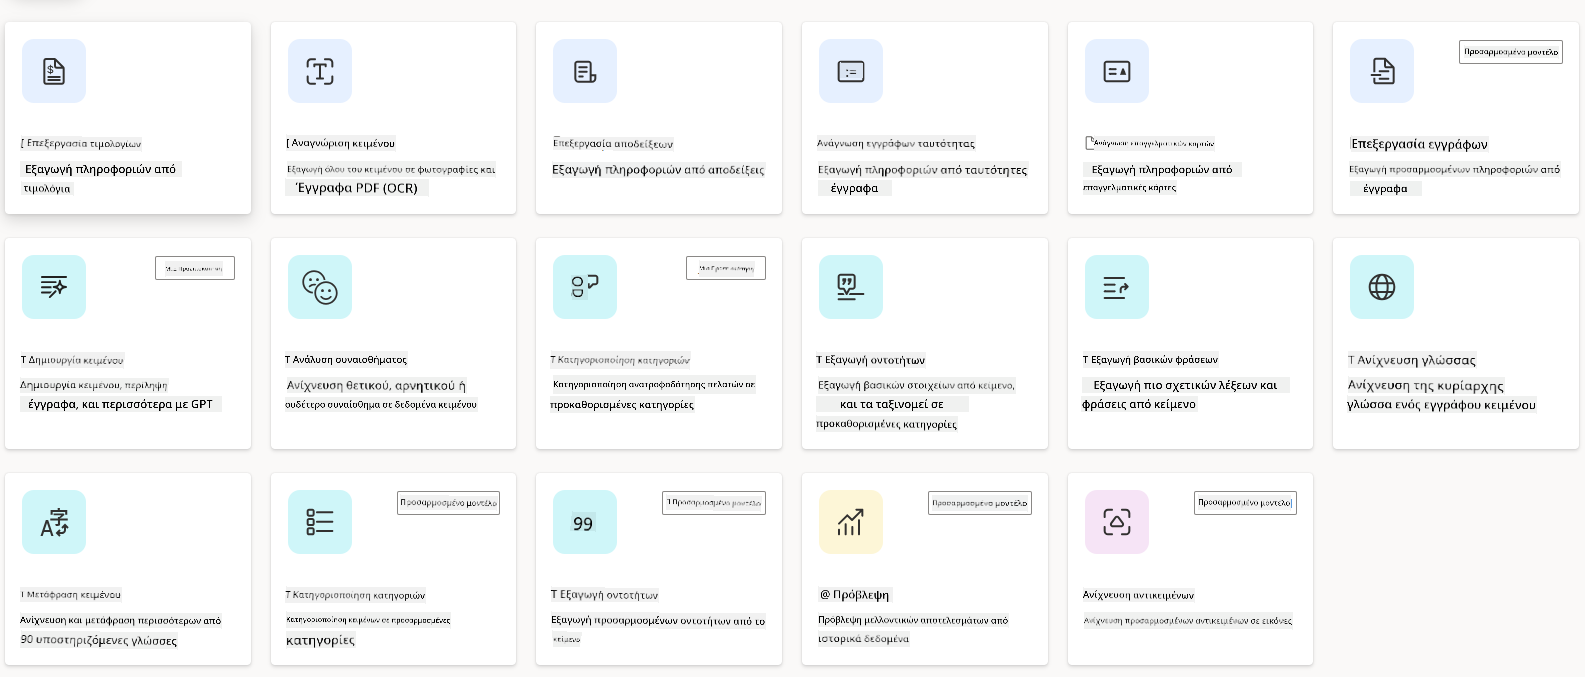 [ Επεξεργασία τιμολογίων
Εξαγωγή πληροφοριών από
τιμολόγια
[ Αναγνώριση κειμένου
Εξαγωγή όλου του κειμένου σε φωτογραφίες και
Έγγραφα PDF (OCR)
Επεξεργασία αποδείξεων
Εξαγωγή πληροφοριών από αποδείξεις
Ανάγνωση εγγράφων ταυτότητας
Εξαγωγή πληροφοριών από ταυτότητες
έγγραφα
Ανάγνωση επαγγελματικών καρτών
Εξαγωγή πληροφοριών από
επαγγελματικές κάρτες
Προσαρμοσμένο μοντέλο
Επεξεργασία εγγράφων
Εξαγωγή προσαρμοσμένων πληροφοριών από
έγγραφα
T Δημιουργία κειμένου
Δημιουργία κειμένου, περίληψη
έγγραφα, και περισσότερα με GPT
T Ανάλυση συναισθήματος
Ανίχνευση θετικού, αρνητικού ή
ουδέτερο συναίσθημα σε δεδομένα κειμένου
T Κατηγοριοποίηση κατηγοριών
Κατηγοριοποίηση ανατροφοδότησης πελατών σε
προκαθορισμένες κατηγορίες
T Εξαγωγή οντοτήτων
Εξαγωγή βασικών στοιχείων από κείμενο,
και τα ταξινομεί σε
προκαθορισμένες κατηγορίες
T Εξαγωγή βασικών φράσεων
Εξαγωγή πιο σχετικών λέξεων και
φράσεις από κείμενο
T Ανίχνευση γλώσσας
Ανίχνευση της κυρίαρχης
γλώσσα ενός εγγράφου κειμένου
T Μετάφραση κειμένου
Ανίχνευση και μετάφραση περισσότερων από
90 υποστηριζόμενες γλώσσες
Προσαρμοσμένο μοντέλο
T Κατηγοριοποίηση κατηγοριών
Κατηγοριοποίηση κειμένων σε προσαρμοσμένες
κατηγορίες
T Προσαρμοσμένο μοντέλο
99
T Εξαγωγή οντοτήτων
Εξαγωγή προσαρμοσμένων οντοτήτων από το
κείμενο
Προσαρμοσμένο μοντέλο
@ Πρόβλεψη
Πρόβλεψη μελλοντικών αποτελεσμάτων από
ιστορικά δεδομένα
Προσαρμοσμένο μοντέλο
Ανίχνευση αντικειμένων
Ανίχνευση προσαρμοσμένων αντικειμένων σε εικόνες